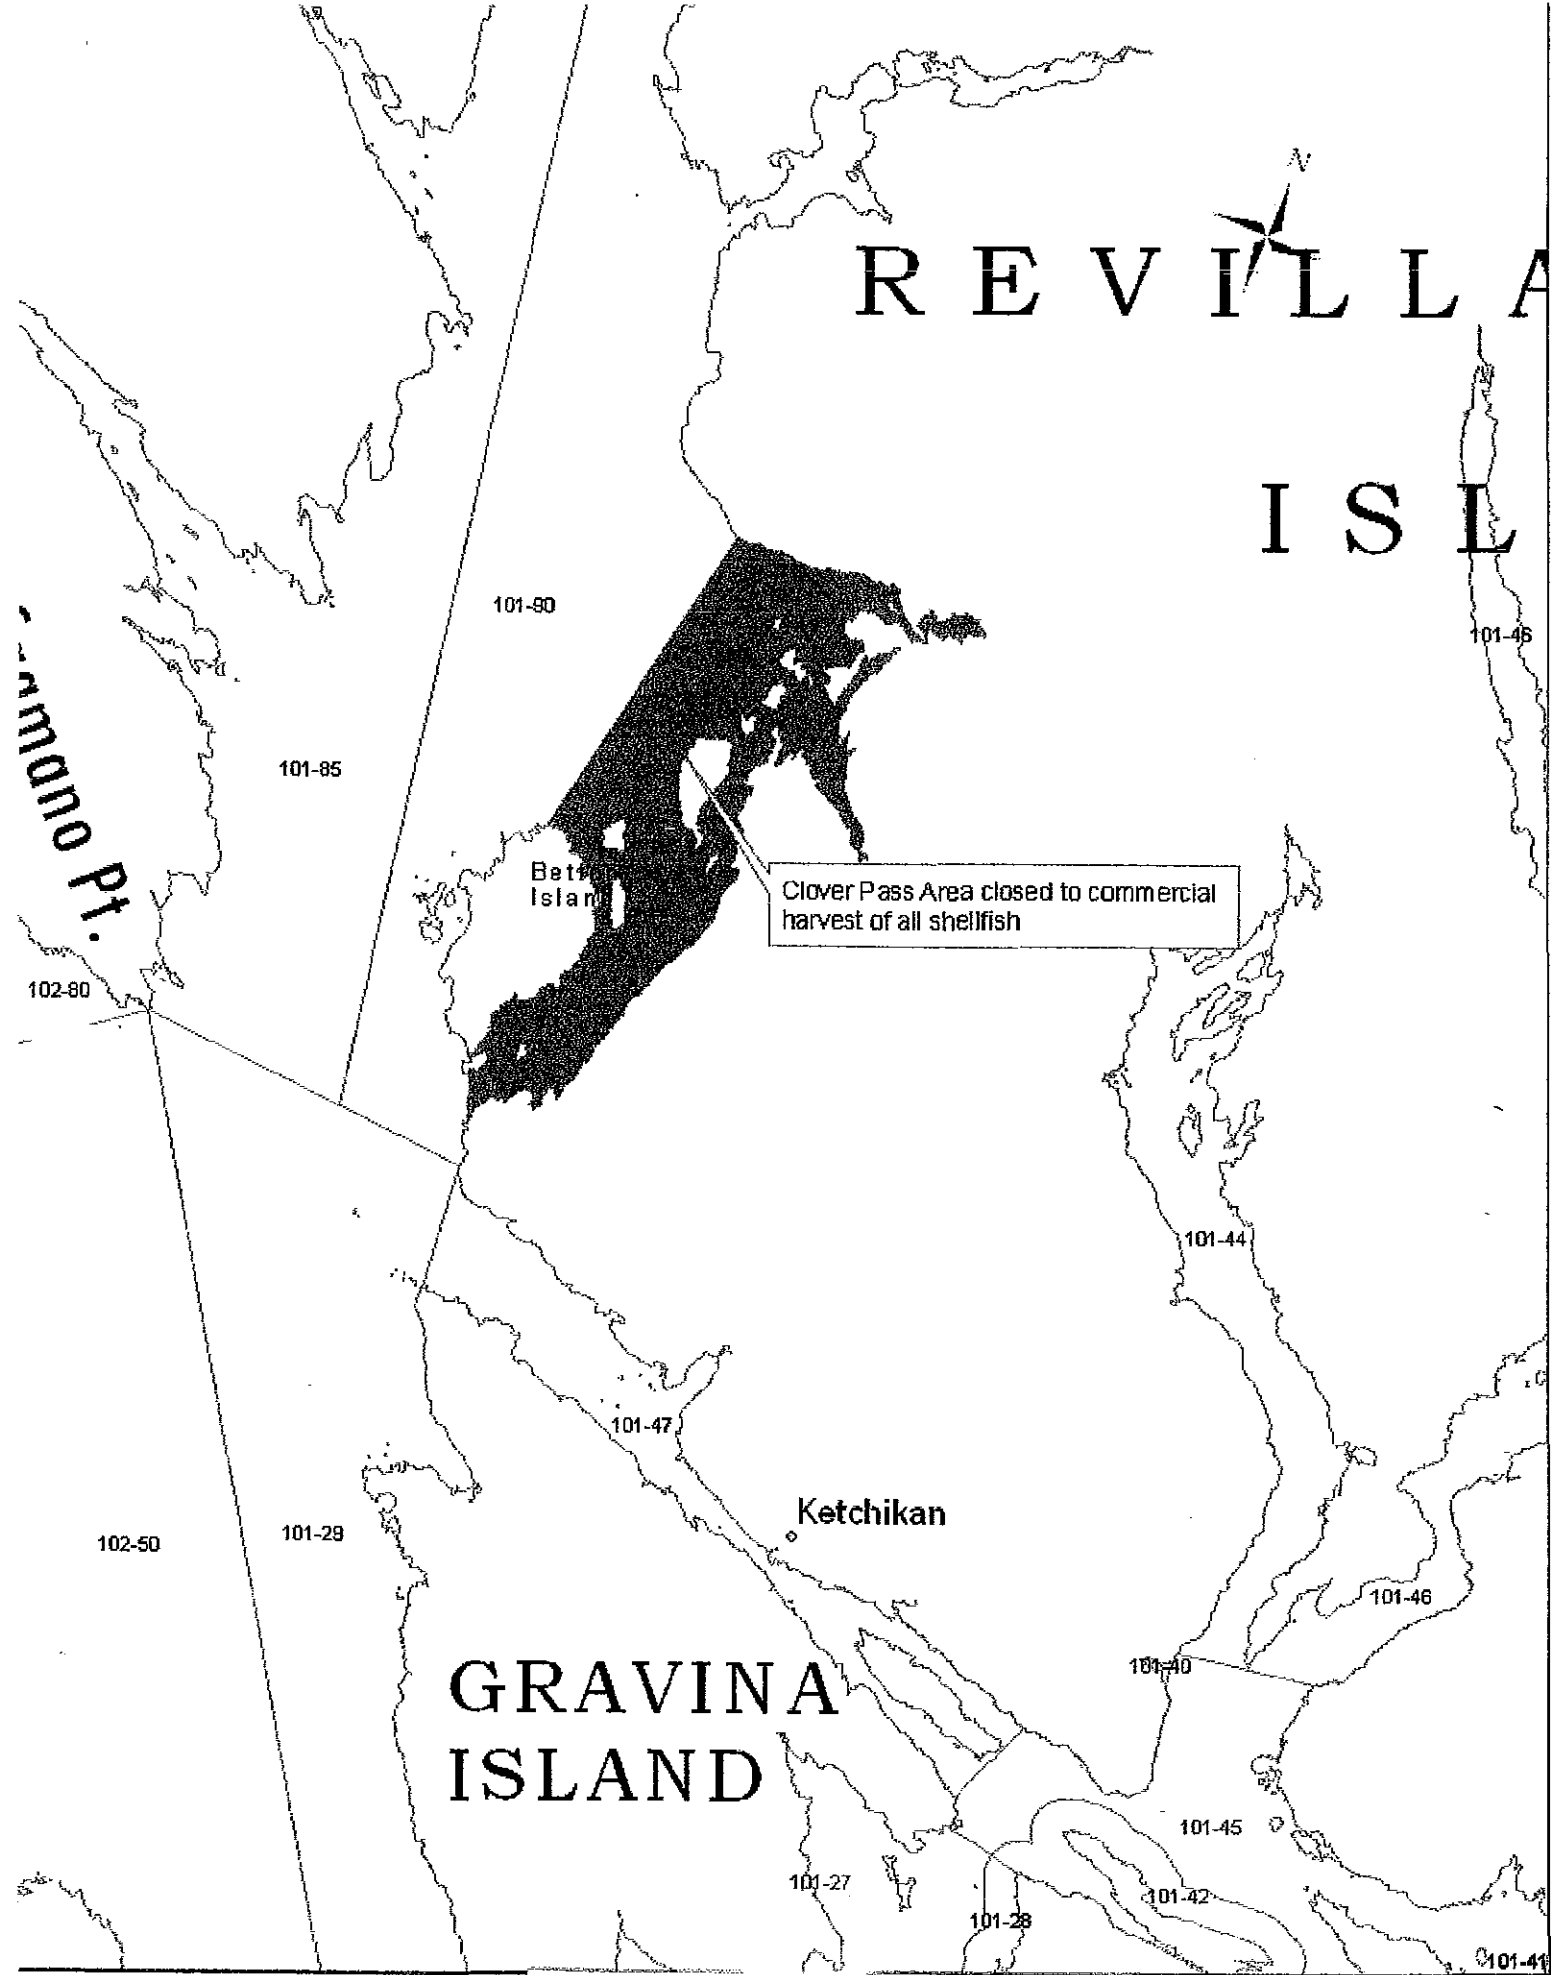 N
REVILLA
ISL
101-90
101-46
101-85
Pt.
Clover Pass Area closed to commercial
harvest of all shellfish
102-80
101-44
101-47
Ketchikan
102-50
101-29
101-46
GRAVINA
ISLAND
101-40
101-45
101-27
101-42
101-28
101-41